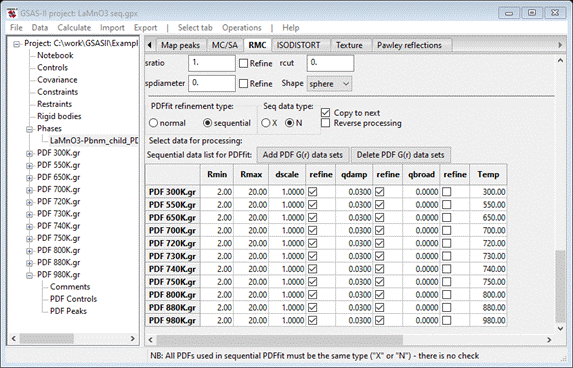 GSAS-II project: LaMnO3 seq.gpx
File Data Calculate Import Export | Select tab Operations | Help
Project: C:\work\GSASII\Exampl
Notebook
Controls
Covariance
Constraints
Restraints
Rigid bodies
Phases
LaMnO3-Pbnm_child_PD
PDF 300K.gr
PDF 550K.gr
PDF 650K.gr
PDF 700K.gr
PDF 720K.gr
PDF 730K.gr
PDF 740K.gr
PDF 750K.gr
PDF 800K.gr
PDF 880K.gr
PDF 980K.gr
Comments
PDF Controls
PDF Peaks
Map peaks MC/SA RMC ISODISTORT Texture Pawley reflections
sratio 1. Refine rcut 0.
spdiameter 0. Refine Shape sphere
PDFfit refinement type: Seq data type:
normal sequential X N Copy to next
Reverse processing
Select data for processing:
Sequential data list for PDFfit: Add PDF G(r) data sets Delete PDF G(r) data sets
Rmin Rmax dscale refine qdamp refine qbroad refine Temp
PDF 300K.gr 2.00 20.00 1.0000 0.0300 0.0000 300.00
PDF 550K.gr 2.00 20.00 1.0000 0.0300 0.0000 550.00
PDF 650K.gr 2.00 20.00 1.0000 0.0300 0.0000 650.00
PDF 700K.gr 2.00 20.00 1.0000 0.0300 0.0000 700.00
PDF 720K.gr 2.00 20.00 1.0000 0.0300 0.0000 720.00
PDF 730K.gr 2.00 20.00 1.0000 0.0300 0.0000 730.00
PDF 740K.gr 2.00 20.00 1.0000 0.0300 0.0000 740.00
PDF 750K.gr 2.00 20.00 1.0000 0.0300 0.0000 750.00
PDF 800K.gr 2.00 20.00 1.0000 0.0300 0.0000 800.00
PDF 880K.gr 2.00 20.00 1.0000 0.0300 0.0000 880.00
PDF 980K.gr 2.00 20.00 1.0000 0.0300 0.0000 980.00
NB: All PDFs used in sequential PDFfit must be the same type ("X" or "N") - there is no check